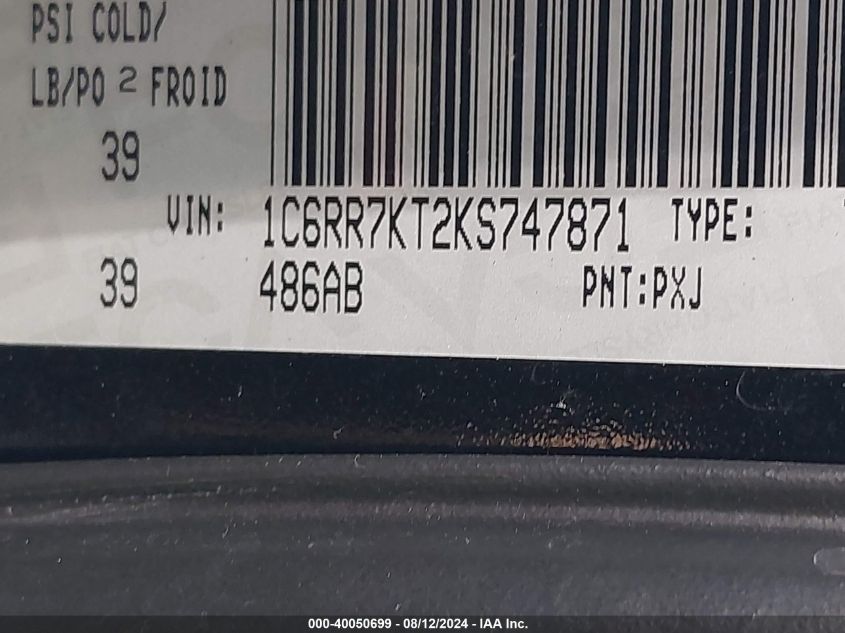 PSI COLD/
LB/PO 2 FROID
39
VIN: 1C6RR7KT2KS747871 TYPE:
39 486AB PNT:PXJ
000-40050699 - 08/12/2024 - IAA Inc.